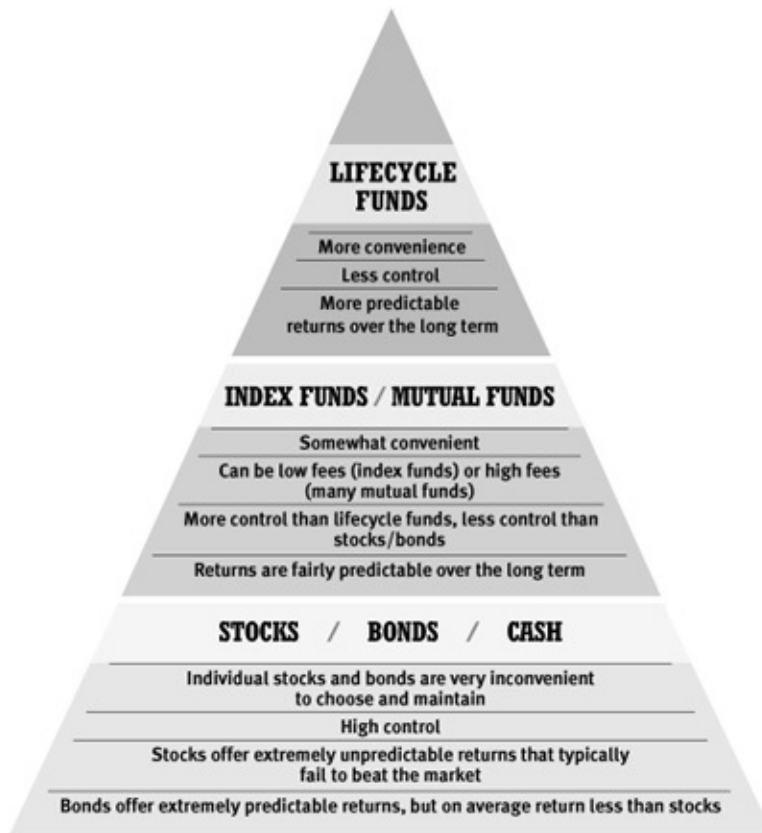 LIFECYCLE
FUNDS
More convenience
Less control
More predictable
returns over the long term
INDEX FUNDS / MUTUAL FUNDS
Somewhat convenient
Can be low fees (index funds) or high fees
(many mutual funds)
More control than lifecycle funds, less control than
stocks/bonds
Returns are fairly predictable over the long term
STOCKS / BONDS / CASH
Individual stocks and bonds are very inconvenient
to choose and maintain
High control
Stocks offer extremely unpredictable returns that typically
fail to beat the market
Bonds offer extremely predictable returns, but on average return less than stocks